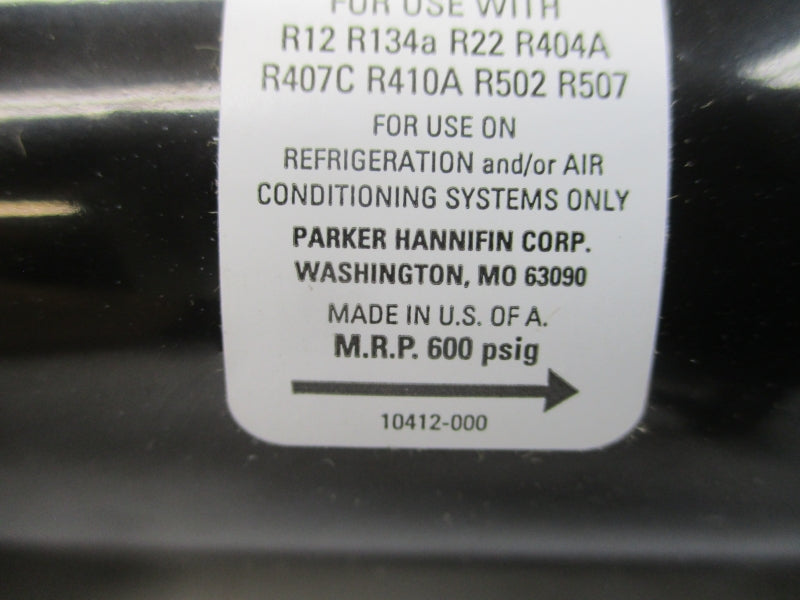 FOR USE WITH
R12 R134a R22 R404A
R407C R410A R502 R507
FOR USE ON
REFRIGERATION and/or AIR
CONDITIONING SYSTEMS ONLY
PARKER HANNIFIN CORP.
WASHINGTON, MO 63090
MADE IN U.S. OF A.
M.R.P. 600 psig
10412-000